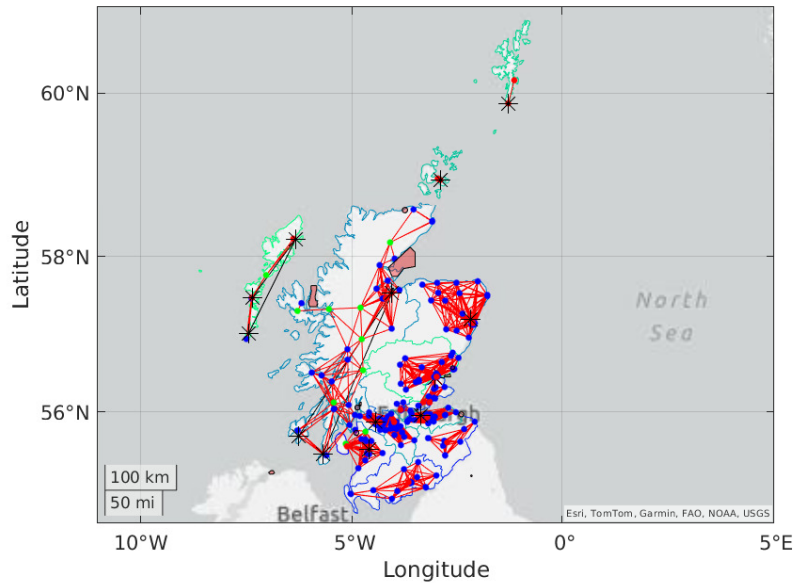 60°N
58°N
56°N
Latitude
North
Sea
100 km
50 mi
Belfast
Esri, TomTom, Garmin, FAO, NOAA, USGS
10°W
5°W
0°
5°E
Longitude